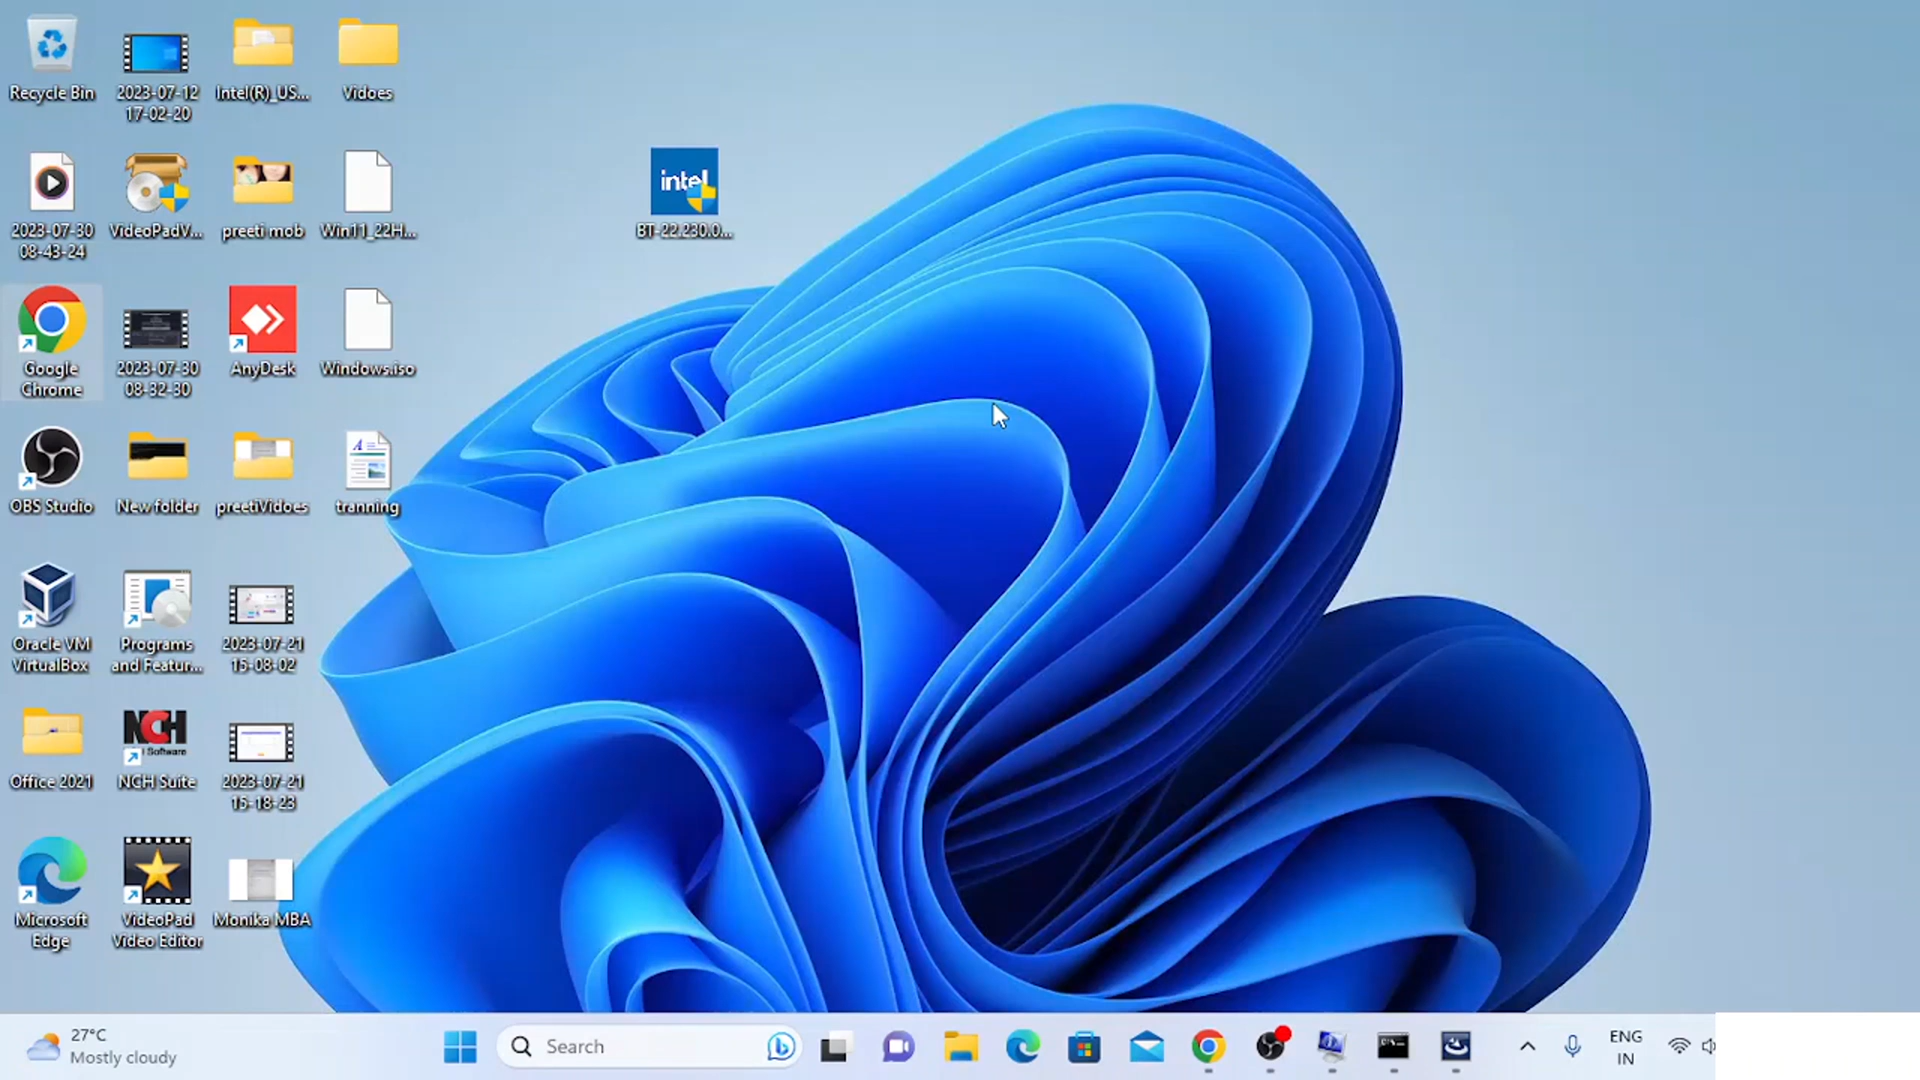 Recycle Bin
2023-07-12
17-02-20
Intel(R)_US...
Vidoes
2023-07-30
08-43-24
VideoPadV...
preeti mob
Win11_22H...
intel
BT-22.230.0...
Google
Chrome
2023-07-30
08-32-30
AnyDesk
Windows.iso
OBS Studio
New folder
preetiVidoes
tranning
Oracle VM
VirtualBox
Programs
and Featur...
2023-07-21
15-08-02
Office 2021
NCH
Software
NCH Suite
2023-07-21
15-18-23
Microsoft
Edge
VideoPad
Video Editor
Monika MBA
27°C
Mostly cloudy
Search
ENG
IN